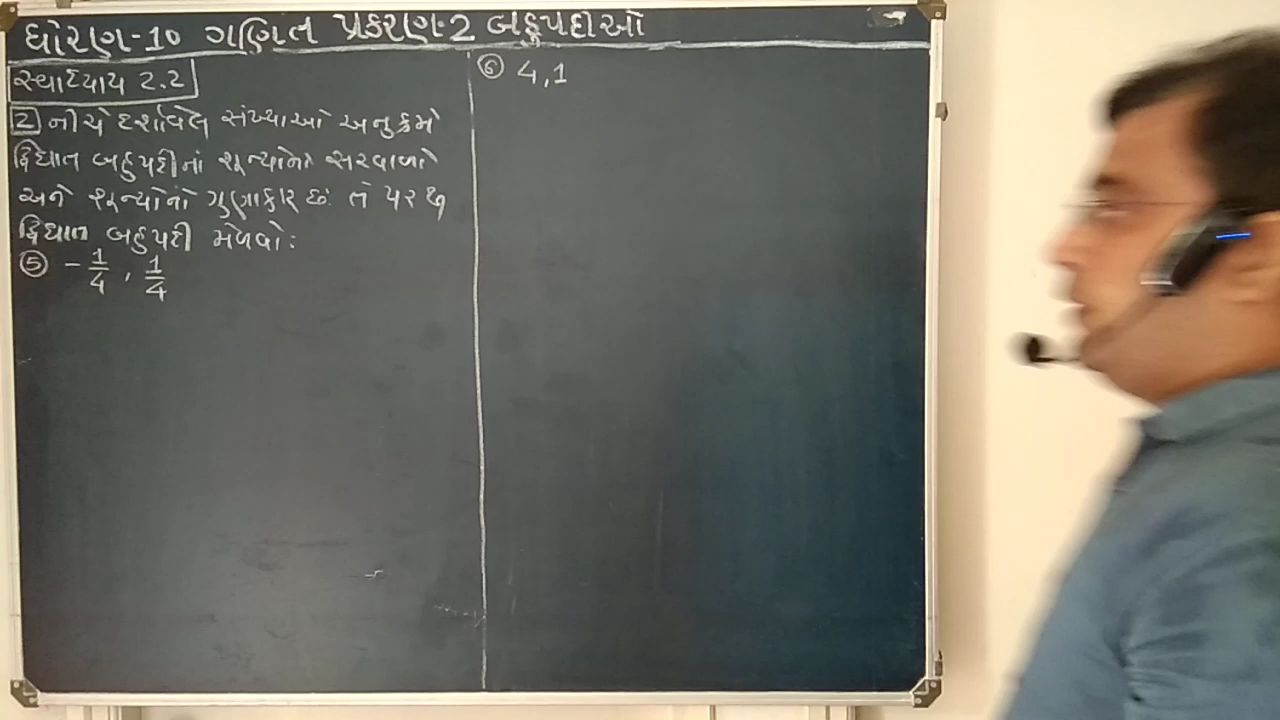 ધોરણ-10 ગણિત પ્રકરણ-2 બહુપદીઓ
સ્વાધ્યાય 2.2
2 નીચે દર્શાવેલ સંખ્યાઓ અનુક્રમે
દ્વિઘાત બહુપદીનાં શૂન્યોનો સરવાળો
અને શૂન્યોનો ગુણાકાર છે. તે પરથી
દ્વિઘાત બહુપદી મેળવો:
5 -1/4 , 1/4
6 4,1